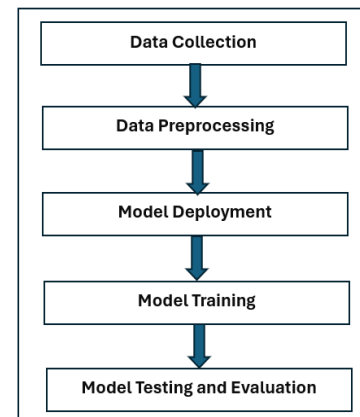 Data Collection
Data Preprocessing
Model Deployment
Model Training
Model Testing and Evaluation